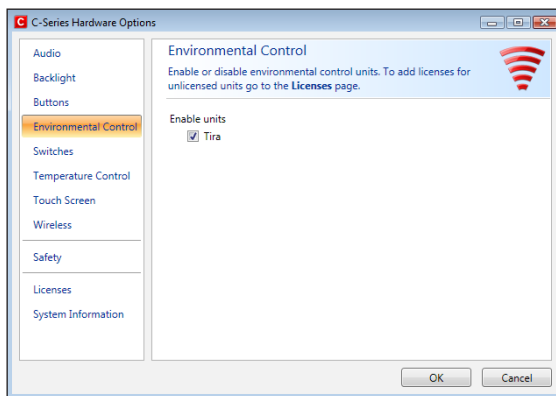 C C-Series Hardware Options
Audio
Backlight
Buttons
Environmental Control
Switches
Temperature Control
Touch Screen
Wireless
Safety
Licenses
System Information
Environmental Control
Enable or disable environmental control units. To add licenses for
unlicensed units go to the Licenses page.
Enable units
Tira
OK
Cancel